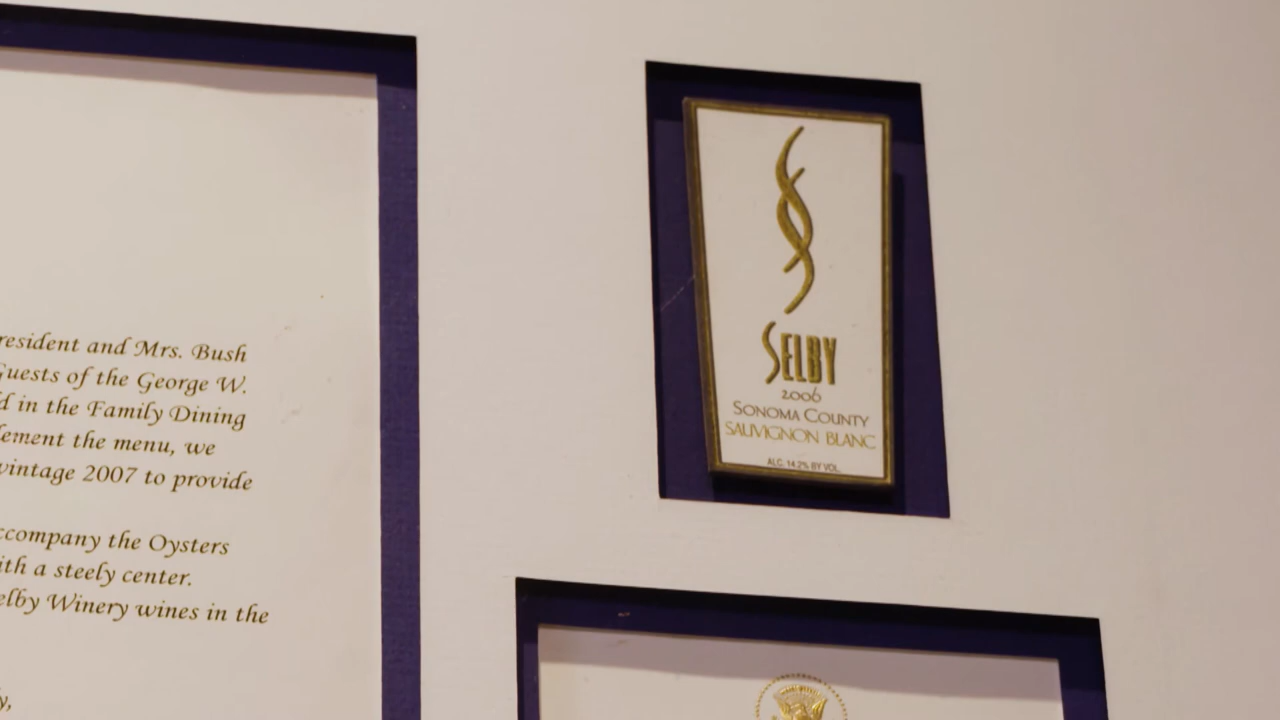 resident and Mrs. Bush
Guests of the George W.
d in the Family Dining
lement the menu, we
vintage 2007 to provide
ccompany the Oysters
ith a steely center.
elby Winery wines in the
y,
SELBY
2006
SONOMA COUNTY
SAUVIGNON BLANC
ALC. 14.2% BY VOL.